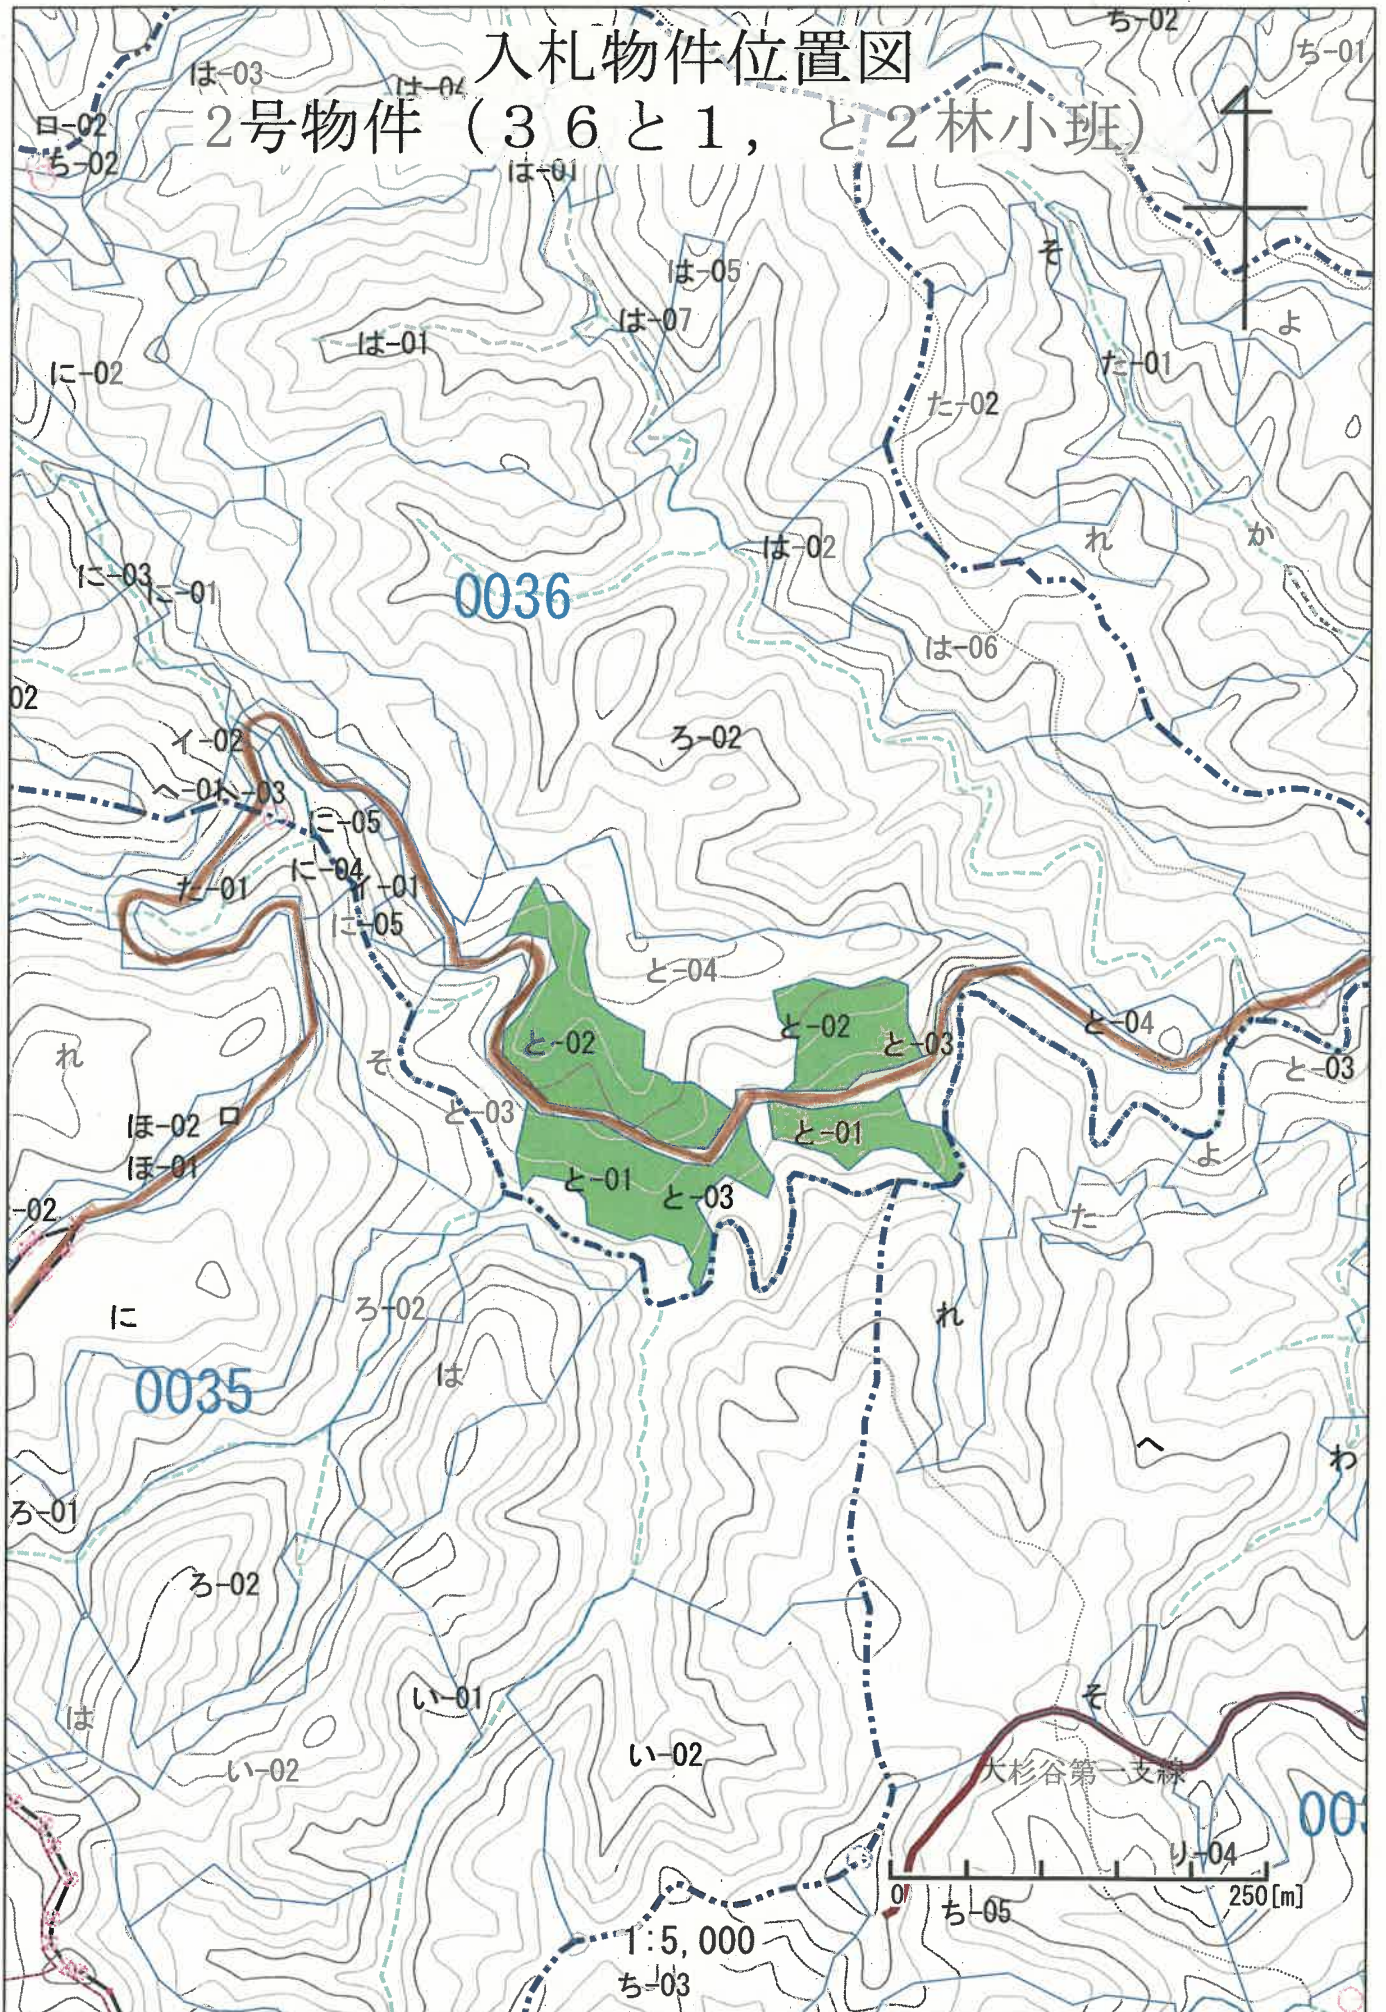 入札物件位置図
2号物件（３６と１，と２林小班）
ち-02
ち-01
は-03
は-04
ロ-02
ち-02
は-01
そ
は-05
は-07
よ
は-01
た-01
に-02
た-02
は-02
れ
か
に-03
に-01
0036
は-06
02
イ-02
ろ-02
へ-01
へ-03
に-05
に-04
イ-01
た-01
に-05
と-04
と-02
と-02
と-03
と-04
れ
そ
と-03
と-03
ほ-02
ロ
と-01
ほ-01
よ
と-01
と-03
-02
た
ろ-02
に
れ
は
0035
へ
わ
ろ-01
ろ-02
い-01
そ
は
い-02
い-02
大杉谷第一支線
00
り-04
0
250[m]
ち-05
1:5,000
ち-03